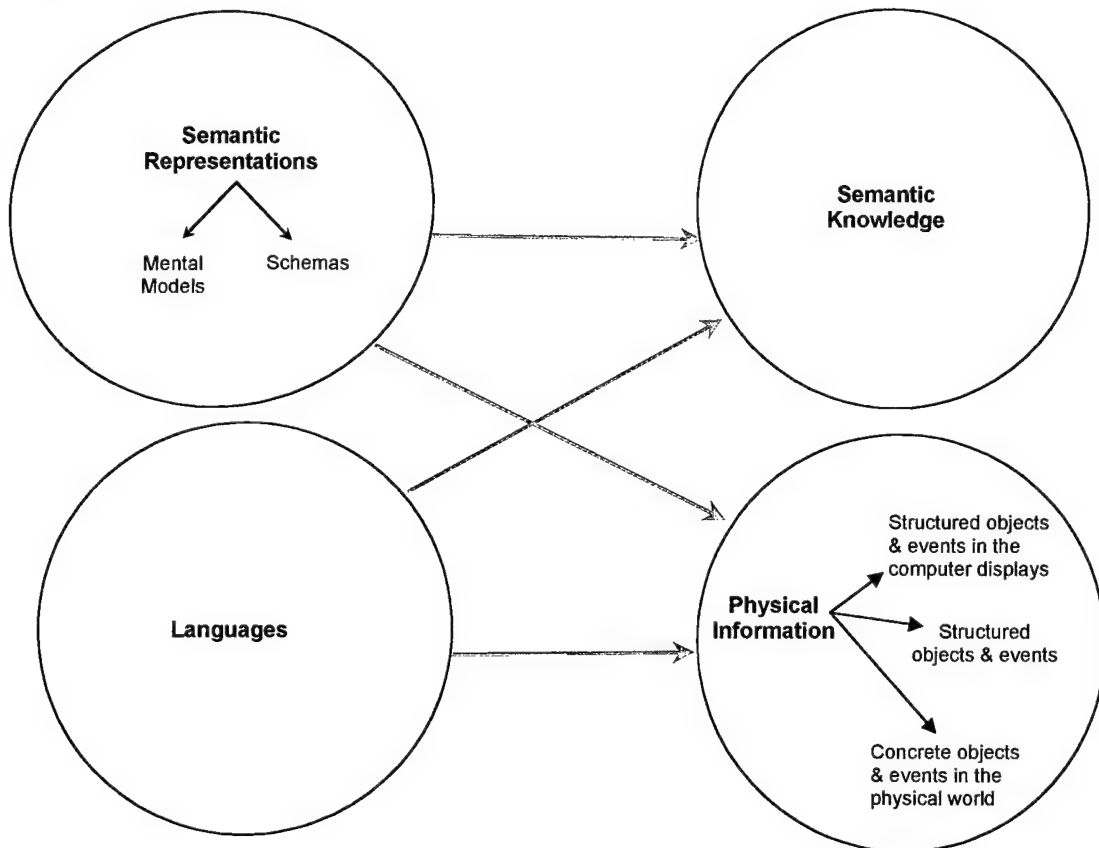 Semantic
Representations
Mental
Models
Schemas
Semantic
Knowledge
Languages
Physical
Information
Structured objects
& events in the
computer displays
Structured
objects & events
Concrete objects
& events in the
physical world